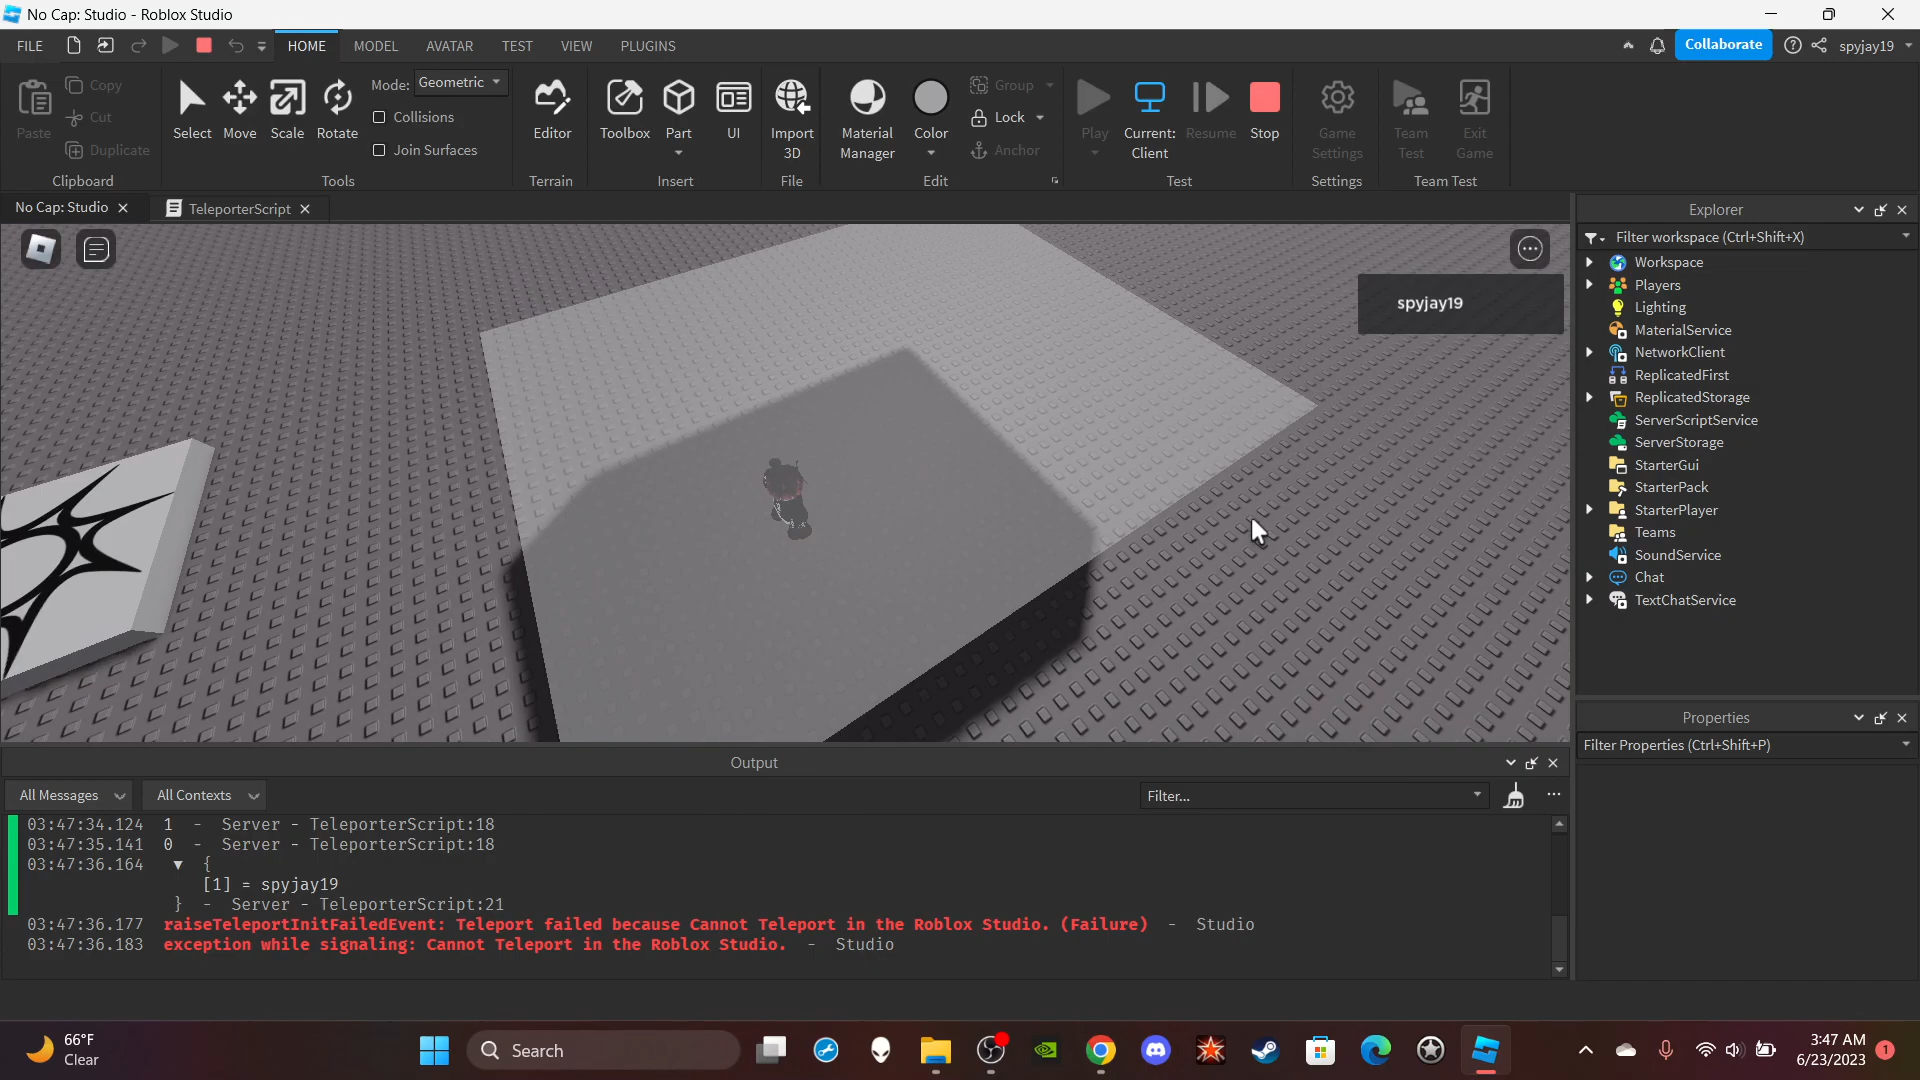 No Cap: Studio - Roblox Studio
FILE HOME MODEL AVATAR TEST VIEW PLUGINS Collaborate spyjay19
Paste Copy Cut Duplicate
Clipboard
Select Move Scale Rotate
Mode: Geometric
Collisions
Join Surfaces
Tools
Editor
Terrain
Toolbox Part UI
Insert
Import 3D
File
Material Manager Color
Group
Lock
Anchor
Edit
Play Current: Client Resume Stop
Test
Game Settings
Settings
Team Test Exit Game
Team Test
No Cap: Studio TeleporterScript
spyjay19
Explorer
Filter workspace (Ctrl+Shift+X)
Workspace
Players
Lighting
MaterialService
NetworkClient
ReplicatedFirst
ReplicatedStorage
ServerScriptService
ServerStorage
StarterGui
StarterPack
StarterPlayer
Teams
SoundService
Chat
TextChatService
Properties
Filter Properties (Ctrl+Shift+P)
Output
All Messages All Contexts Filter...
03:47:34.124 1 - Server - TeleporterScript:18
03:47:35.141 0 - Server - TeleporterScript:18
03:47:36.164 ▼ {
[1] = spyjay19
} - Server - TeleporterScript:21
03:47:36.177 raiseTeleportInitFailedEvent: Teleport failed because Cannot Teleport in the Roblox Studio. (Failure) - Studio
03:47:36.183 exception while signaling: Cannot Teleport in the Roblox Studio. - Studio
66°F
Clear
Search
3:47 AM
6/23/2023
1